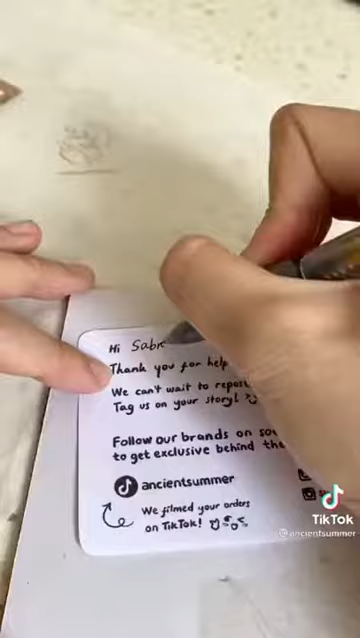 Hi Sabr
Thank you for help
We can't wait to repost
Tag us on your story!
Follow our brands on so
to get exclusive behind the
ancientsummer
We filmed your orders
on TikTok!
TikTok
@ancientsummer